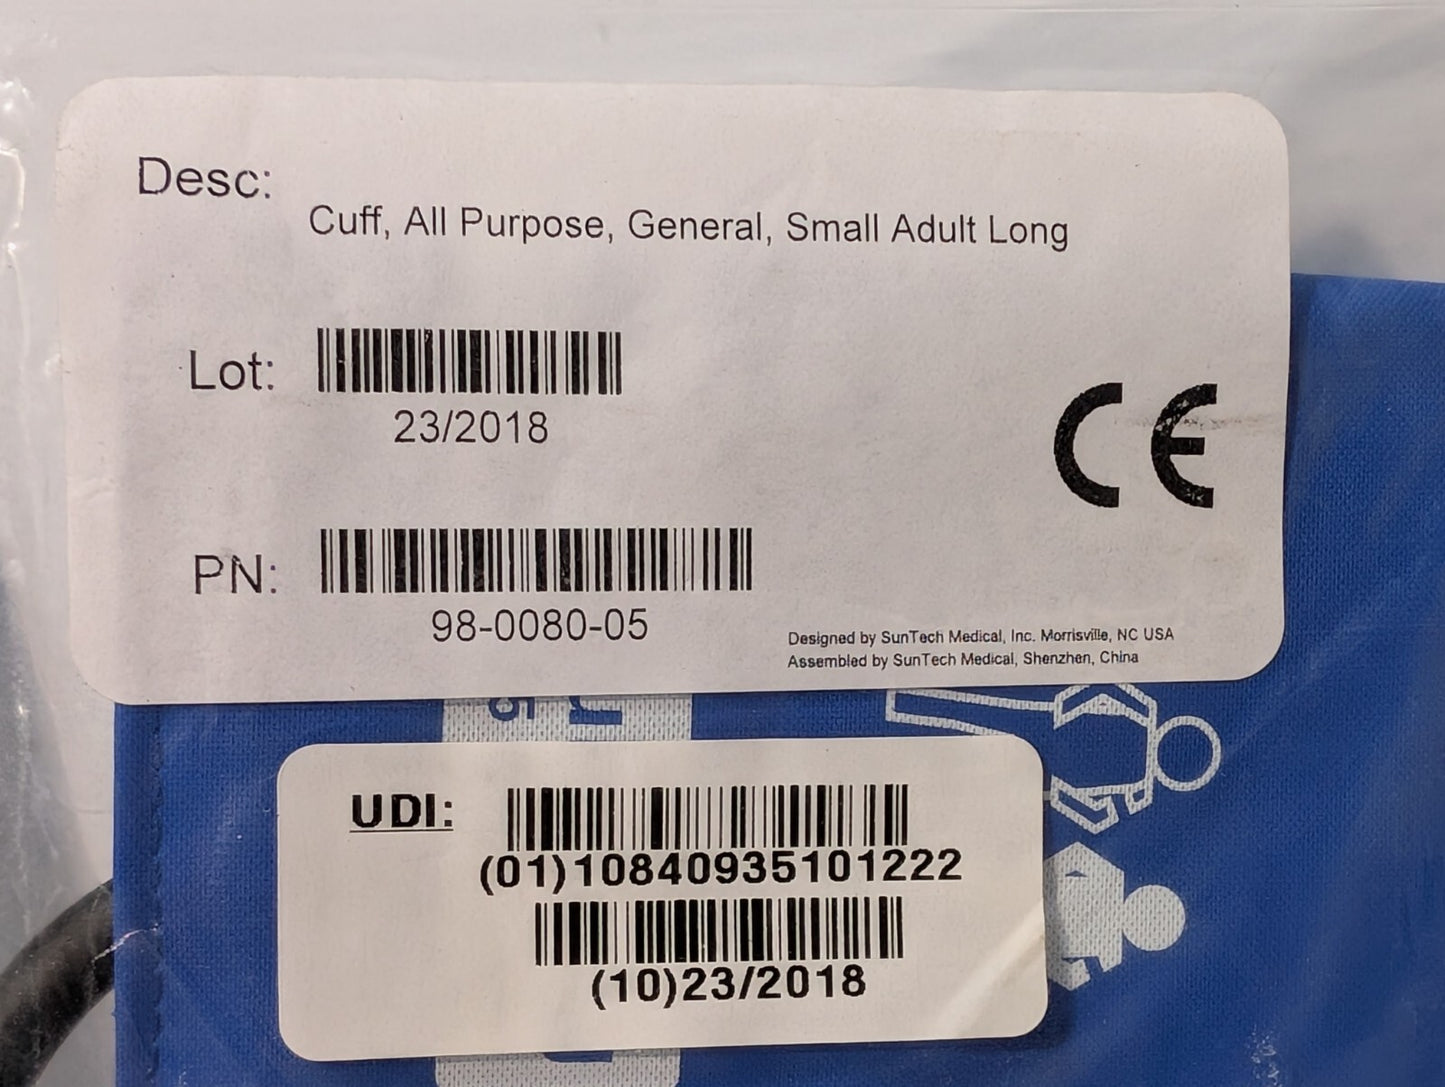 Desc:
Cuff, All Purpose, General, Small Adult Long
Lot:
23/2018
CE
PN:
98-0080-05
Designed by SunTech Medical, Inc. Morrisville, NC USA
Assembled by SunTech Medical, Shenzhen, China
UDI:
(01)10840935101222
(10)23/2018